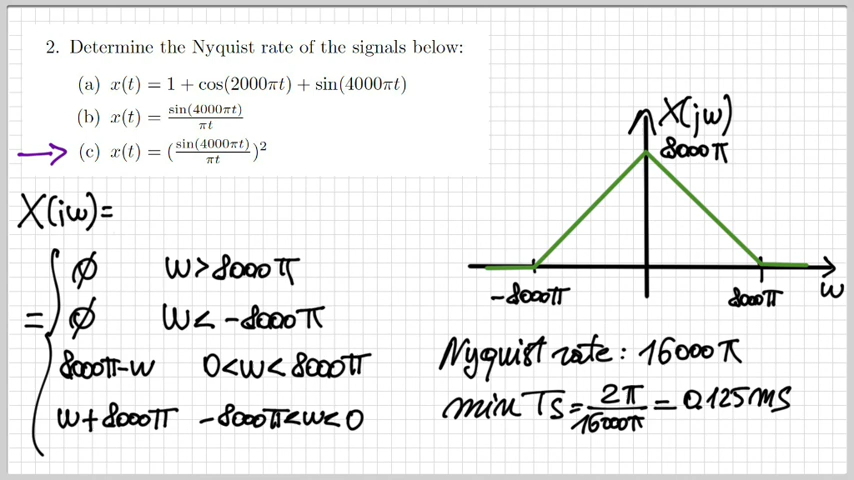 2. Determine the Nyquist rate of the signals below:
(a) x(t) = 1 + cos(2000πt) + sin(4000πt)
(b) x(t) = sin(4000πt)/πt
(c) x(t) = (sin(4000πt)/πt)²
X(jω)=
= { ∅ ω > 8000π
∅ ω < -8000π
8000π-ω 0<ω<8000π
ω+8000π -8000π<ω<0
X(jω)
8000π
-8000π 8000π ω
Nyquist rate: 16000π
min Ts = 2π/16000π = 0.125ms